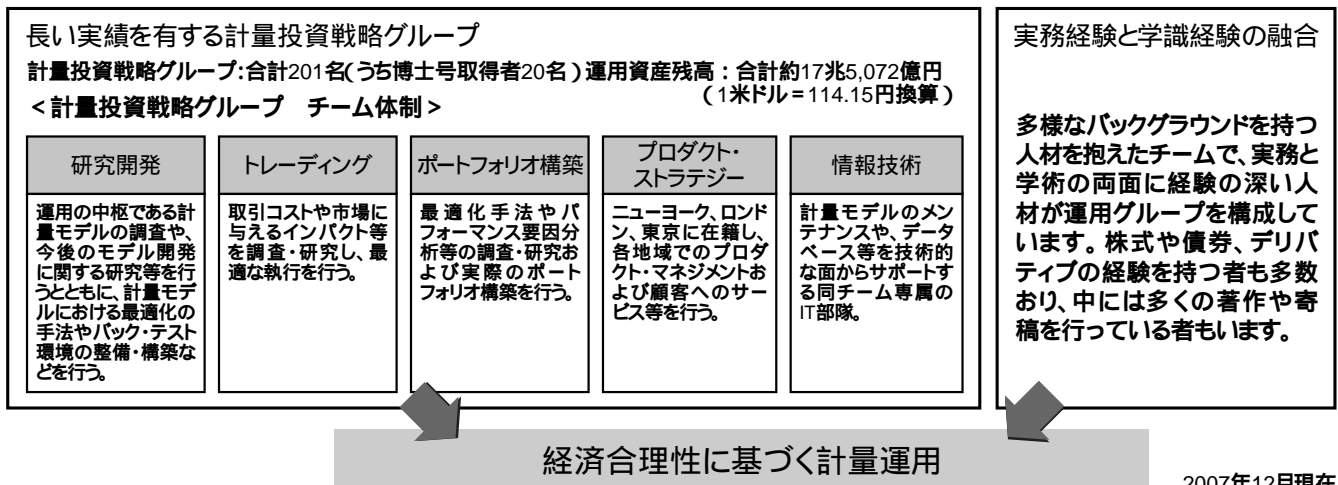 長い実績を有する計量投資戦略グループ
計量投資戦略グループ:合計201名(うち博士号取得者20名)運用資産残高:合計約17兆5,072億円
(1米ドル=114.15円換算)
<計量投資戦略グループ チーム体制>
研究開発
運用の中枢である計
量モデルの調査や、
今後のモデル開発
に関する研究等を行
うとともに、計量モデ
ルにおける最適化の
手法やバック・テスト
環境の整備・構築な
どを行う。
トレーディング
取引コストや市場に
与えるインパクト等
を調査・研究し、最
適な執行を行う。
ポートフォリオ構築
最適化手法やパ
フォーマンス要因分
析等の調査・研究お
よび実際のポート
フォリオ構築を行う。
プロダクト・
ストラテジー
ニューヨーク、ロンド
ン、東京に在籍し、
各地域でのプロダ
クト・マネジメントお
よび顧客へのサー
ビス等を行う。
情報技術
計量モデルのメン
テナンスや、データ
ベース等を技術的
な面からサポートす
る同チーム専属の
IT部隊。
実務経験と学識経験の融合
多様なバックグラウンドを持つ
人材を抱えたチームで、実務と
学術の両面に経験の深い人
材が運用グループを構成して
います。株式や債券、デリバ
ティブの経験を持つ者も多数
おり、中には多くの著作や寄
稿を行っている者もいます。
経済合理性に基づく計量運用
2007年12月現在